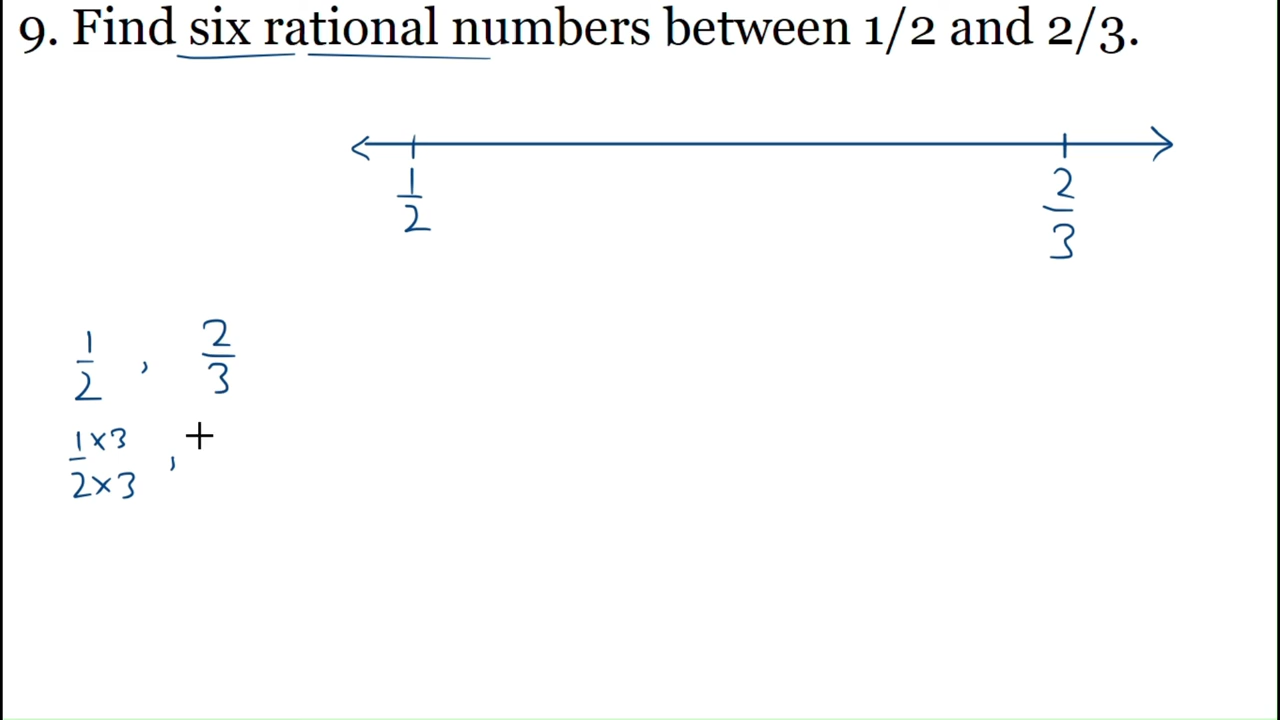 9. Find six rational numbers between 1/2 and 2/3.
1/2 2/3
1/2 , 2/3
1×3/2×3 ,